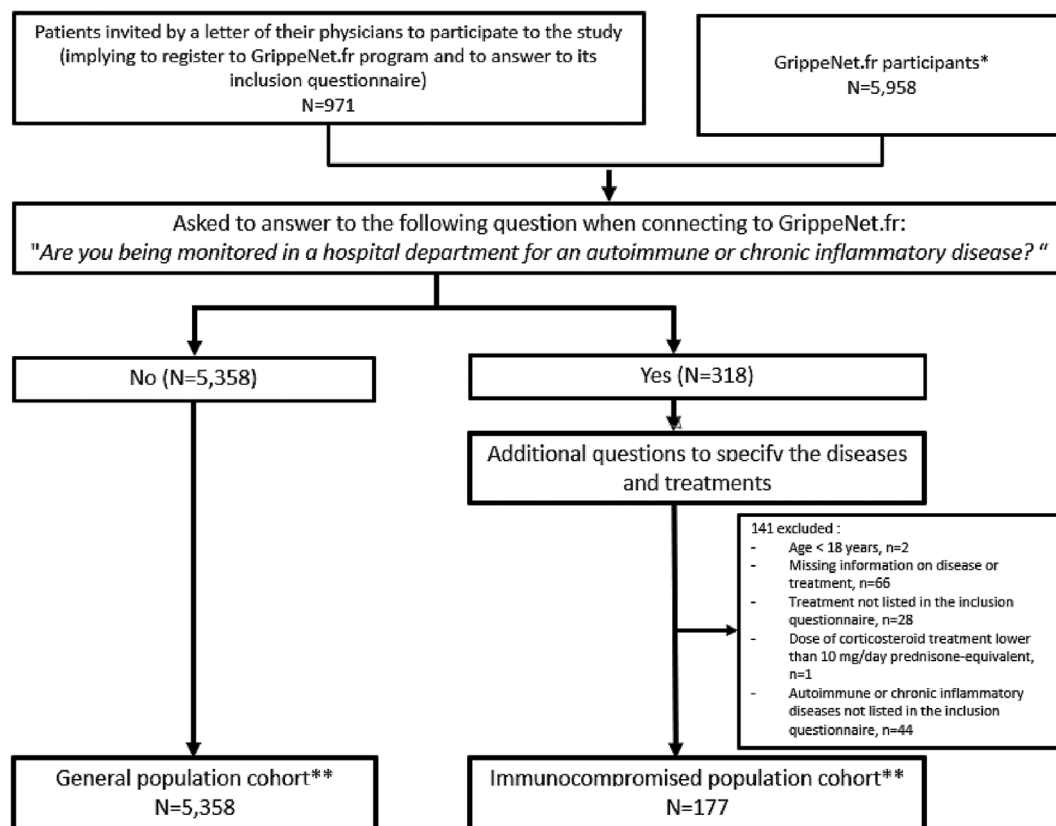 Patients invited by a letter of their physicians to participate to the study
(implying to register to GrippeNet.fr program and to answer to its
inclusion questionnaire)
N=971
GrippeNet.fr participants*
N=5,958
Asked to answer to the following question when connecting to GrippeNet.fr:
"Are you being monitored in a hospital department for an autoimmune or chronic inflammatory disease? “
No (N=5,358)
Yes (N=318)
Additional questions to specify the diseases
and treatments
141 excluded :
- Age < 18 years, n=2
- Missing information on disease or
treatment, n=66
- Treatment not listed in the inclusion
questionnaire, n=28
- Dose of corticosteroid treatment lower
than 10 mg/day prednisone-equivalent,
n=1
- Autoimmune or chronic inflammatory
diseases not listed in the inclusion
questionnaire, n=44
General population cohort**
N=5,358
Immunocompromised population cohort**
N=177